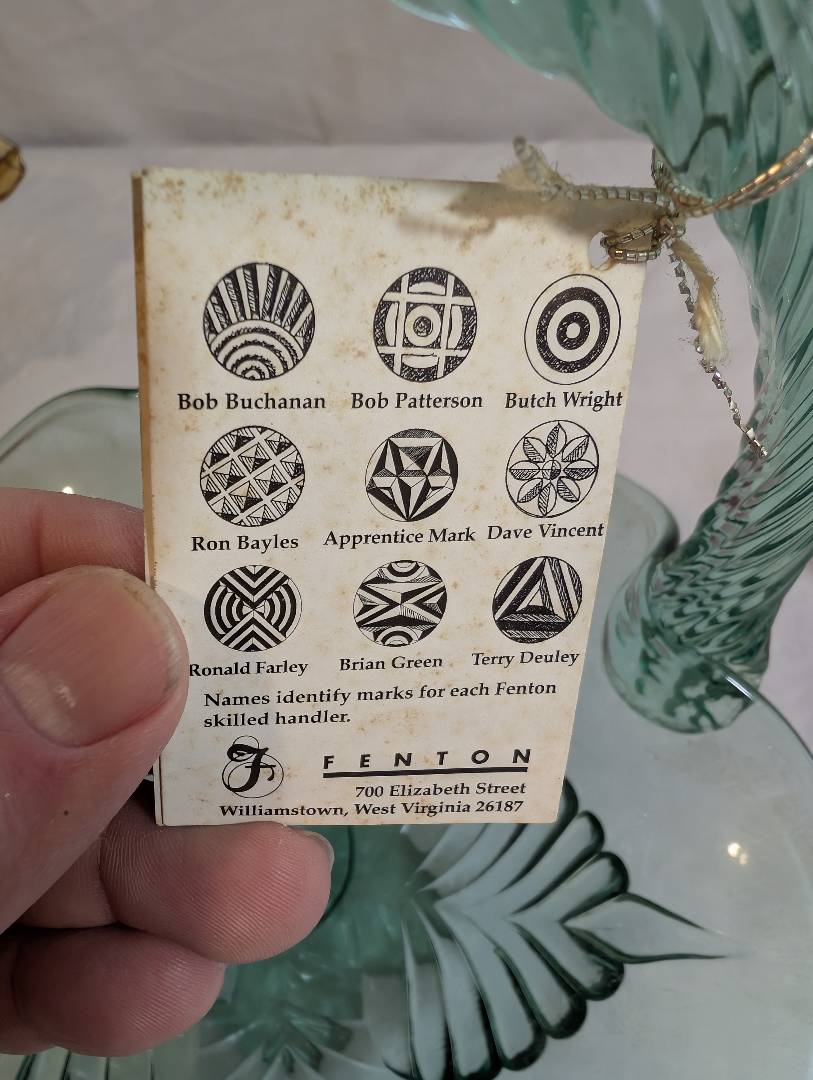 Bob Buchanan Bob Patterson Butch Wright
Ron Bayles Apprentice Mark Dave Vincent
Ronald Farley Brian Green Terry Deuley
Names identify marks for each Fenton
skilled handler.
F FENTON
700 Elizabeth Street
Williamstown, West Virginia 26187